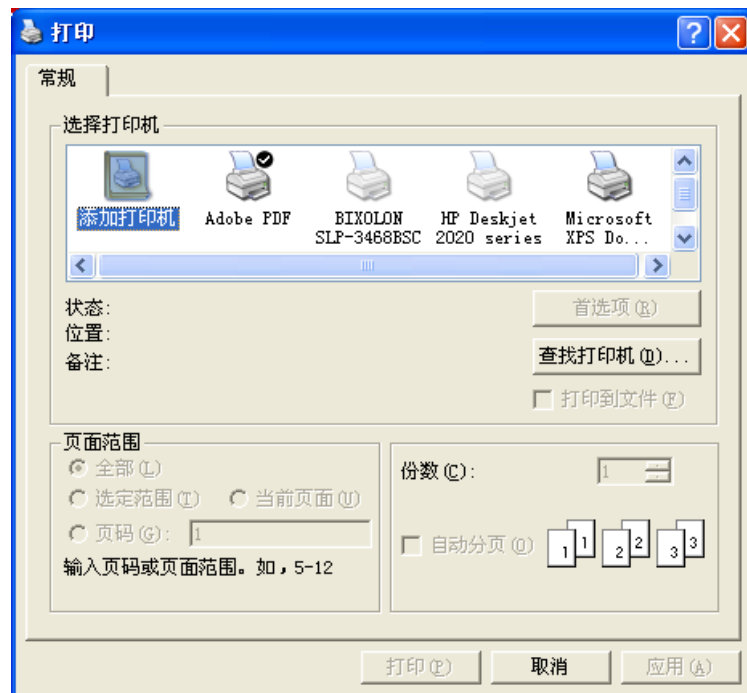 打印
常规
选择打印机
添加打印机
Adobe PDF
BIXOLON
SLP-3468BSC
HP Deskjet
2020 series
Microsoft
XPS Do...
状态:
首选项(R)
位置:
备注:
查找打印机(D)...
打印到文件(F)
页面范围
全部(L)
选定范围(T)
当前页面(U)
页码(G):
1
输入页码或页面范围。如，5-12
份数(C):
1
自动分页(O)
1 1 2 2 3 3
打印(P)
取消
应用(A)